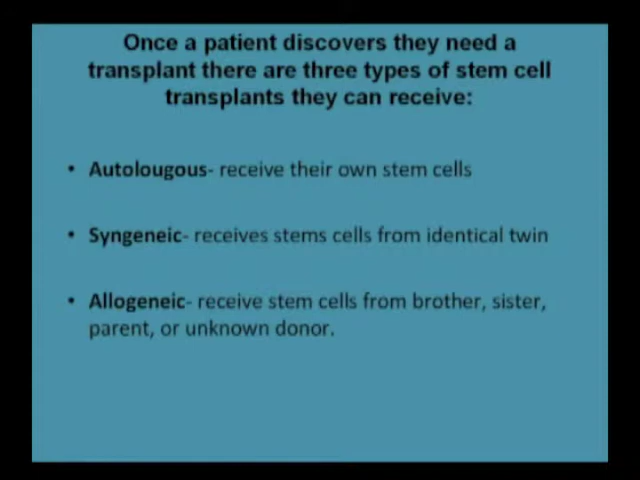 Once a patient discovers they need a
transplant there are three types of stem cell
transplants they can receive:
• Autolougous- receive their own stem cells
• Syngeneic- receives stems cells from identical twin
• Allogeneic- receive stem cells from brother, sister,
parent, or unknown donor.